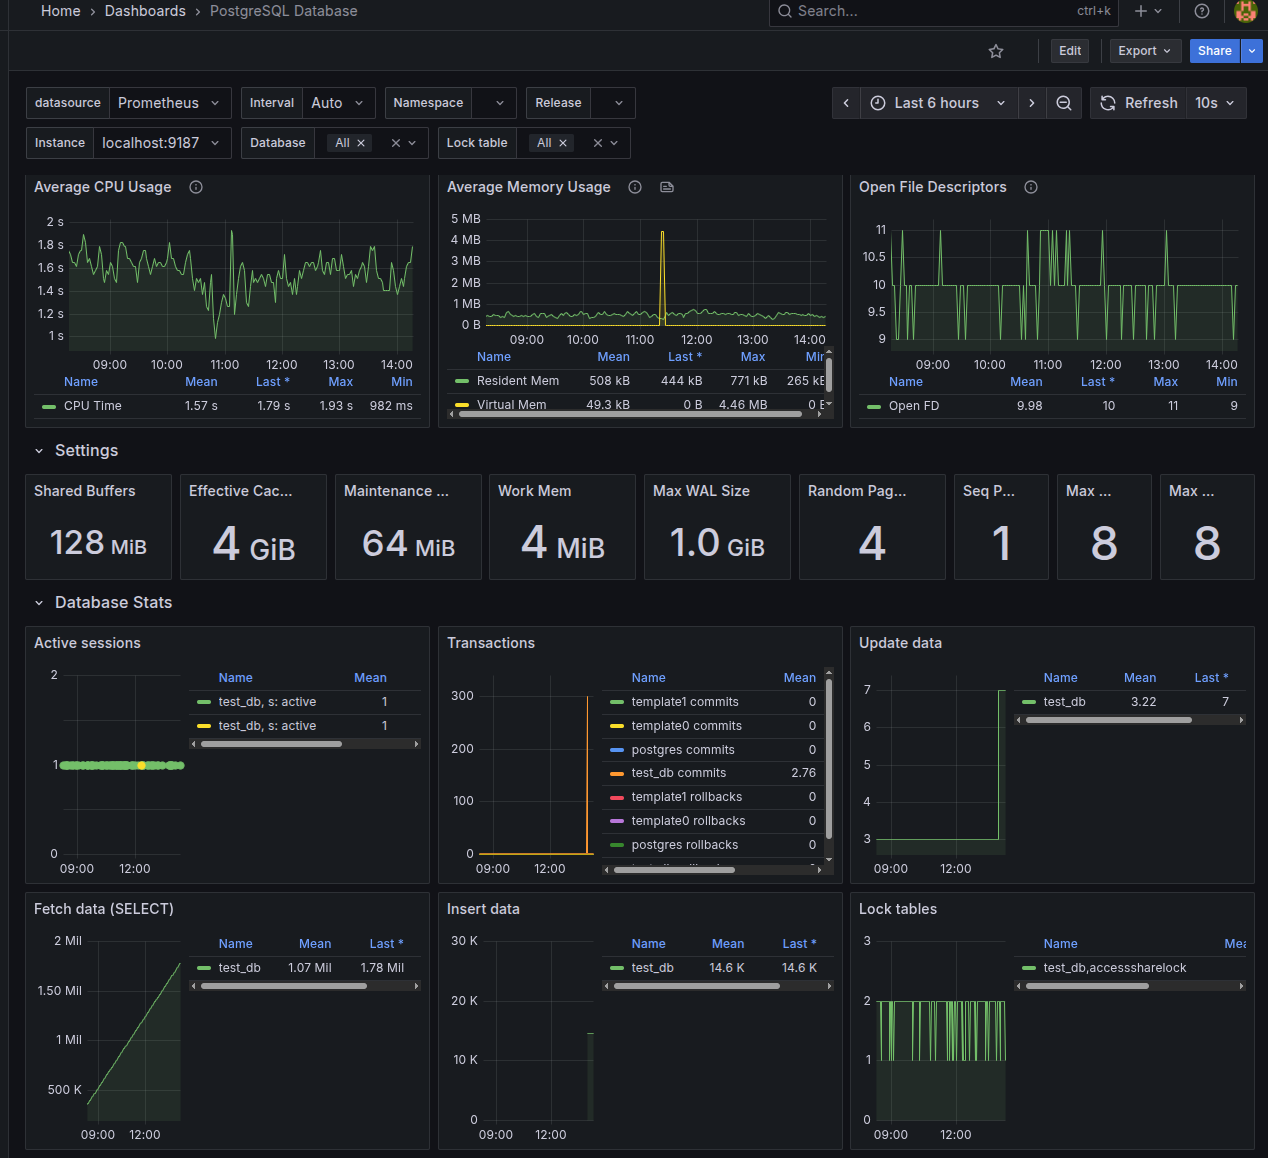 Home › Dashboards › PostgreSQL Database
Search... ctrl+k
Edit Export Share
datasource Prometheus Interval Auto Namespace Release Last 6 hours Refresh 10s
Instance localhost:9187 Database All × Lock table All ×
Average CPU Usage
2 s
1.8 s
1.6 s
1.4 s
1.2 s
1 s
09:00 10:00 11:00 12:00 13:00 14:00
Name Mean Last * Max Min
CPU Time 1.57 s 1.79 s 1.93 s 982 ms
Average Memory Usage
5 MB
4 MB
3 MB
2 MB
1 MB
0 B
09:00 10:00 11:00 12:00 13:00 14:00
Name Mean Last * Max Min
Resident Mem 508 kB 444 kB 771 kB 265 kB
Virtual Mem 49.3 kB 0 B 4.46 MB 0 B
Open File Descriptors
11
10.5
10
9.5
9
09:00 10:00 11:00 12:00 13:00 14:00
Name Mean Last * Max Min
Open FD 9.98 10 11 9
Settings
Shared Buffers
128 MiB
Effective Cac...
4 GiB
Maintenance ...
64 MiB
Work Mem
4 MiB
Max WAL Size
1.0 GiB
Random Pag...
4
Seq P...
1
Max ...
8
Max ...
8
Database Stats
Active sessions
2
1
0
09:00 12:00
Name Mean
test_db, s: active 1
test_db, s: active 1
Transactions
300
200
100
0
09:00 12:00
Name Mean
template1 commits 0
template0 commits 0
postgres commits 0
test_db commits 2.76
template1 rollbacks 0
template0 rollbacks 0
postgres rollbacks 0
Update data
7
6
5
4
3
09:00 12:00
Name Mean Last *
test_db 3.22 7
Fetch data (SELECT)
2 Mil
1.50 Mil
1 Mil
500 K
09:00 12:00
Name Mean Last *
test_db 1.07 Mil 1.78 Mil
Insert data
30 K
20 K
10 K
0
09:00 12:00
Name Mean Last *
test_db 14.6 K 14.6 K
Lock tables
3
2
1
0
09:00 12:00
Name Mea
test_db,accesssharelock